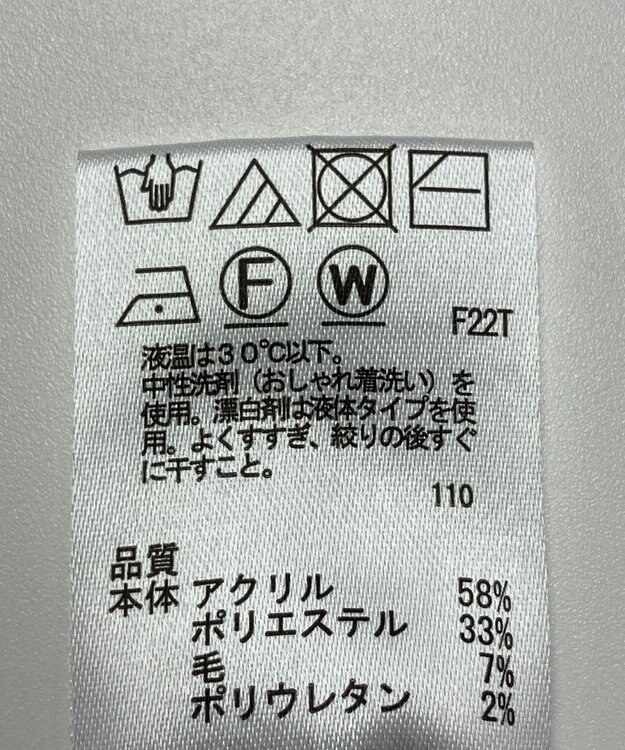 F W
F22T
液温は30℃以下。
中性洗剤（おしゃれ着洗い）を
使用。漂白剤は液体タイプを使
用。よくすすぎ、絞りの後すぐ
に干すこと。
110
品質
本体 アクリル 58%
ポリエステル 33%
毛 7%
ポリウレタン 2%